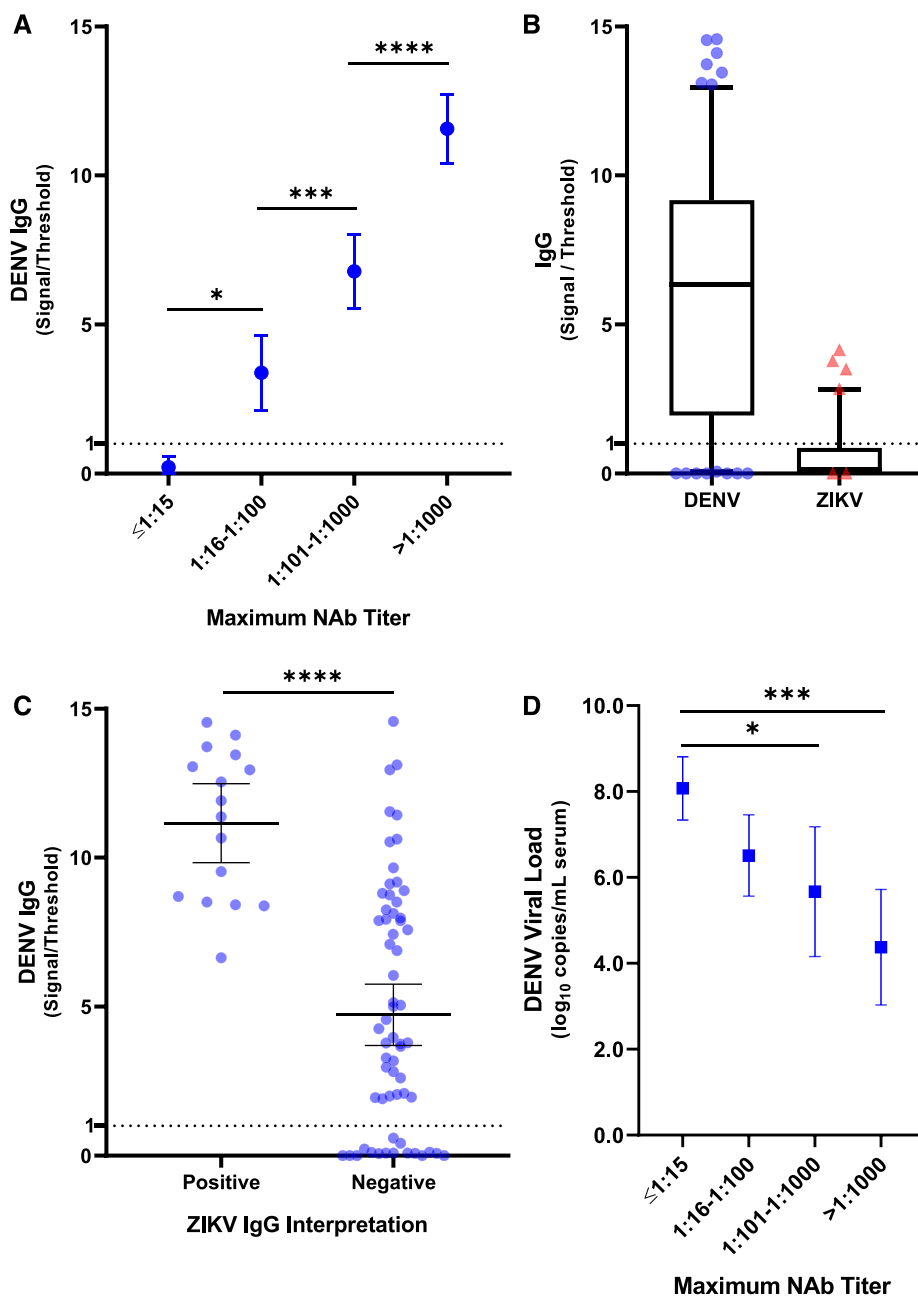 A
DENV IgG
(Signal/Threshold)
15
10
5
1
0
*
***
****
≤1:15
1:16-1:100
1:101-1:1000
>1:1000
Maximum NAb Titer
B
IgG
(Signal / Threshold)
15
10
5
1
0
DENV
ZIKV
C
DENV IgG
(Signal/Threshold)
15
10
5
1
0
****
Positive
Negative
ZIKV IgG Interpretation
D
DENV Viral Load
(log₁₀ copies/mL serum)
10.0
8.0
6.0
4.0
2.0
0.0
***
*
≤1:15
1:16-1:100
1:101-1:1000
>1:1000
Maximum NAb Titer